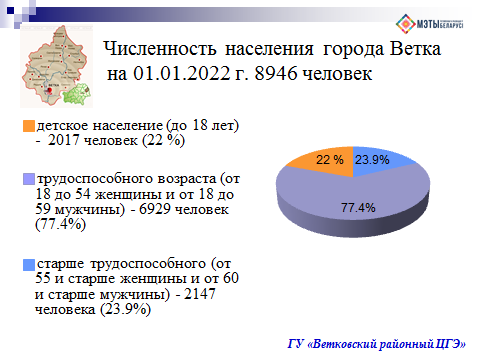 МЭТЫ
БЕЛАРУСІ
Численность населения города Ветка
на 01.01.2022 г. 8946 человек
детское население (до 18 лет)
- 2017 человек (22 %)
трудоспособного возраста (от
18 до 54 женщины и от 18 до
59 мужчины) - 6929 человек
(77.4%)
старше трудоспособного (от
55 и старше женщины и от 60
и старше мужчины) - 2147
человека (23.9%)
22 %
23.9%
77.4%
ГУ «Ветковский районный ЦГЭ»